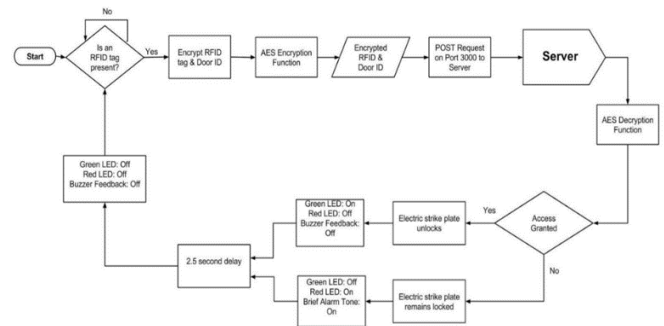 No
Start
Is an
RFID tag
present?
Yes
Encrypt RFID
tag & Door ID
AES Encryption
Function
Encrypted
RFID &
Door ID
POST Request
on Port 3000 to
Server
Server
AES Decryption
Function
Green LED: Off
Red LED: Off
Buzzer Feedback: Off
Green LED: On
Red LED: Off
Buzzer Feedback:
Off
Electric strike plate
unlocks
Yes
Access
Granted
2.5 second delay
No
Green LED: Off
Red LED: On
Brief Alarm Tone:
On
Electric strike plate
remains locked